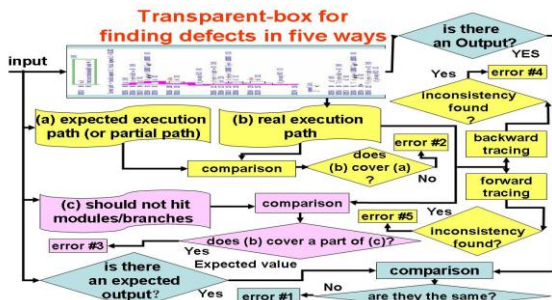 Transparent-box for
finding defects in five ways
is there
an Output?
YES
input
Yes
error #4
inconsistency
found
?
(a) expected execution
path (or partial path)
(b) real execution
path
error #2
backward
tracing
comparison
does
(b) cover (a)
?
No
forward
tracing
(c) should not hit
modules/branches
comparison
error #5
Yes
error #3
Yes
does (b) cover a part of (c)?
inconsistency
found?
is there
an expected
output?
Expected value
Yes
comparison
error #1
No
are they the same?